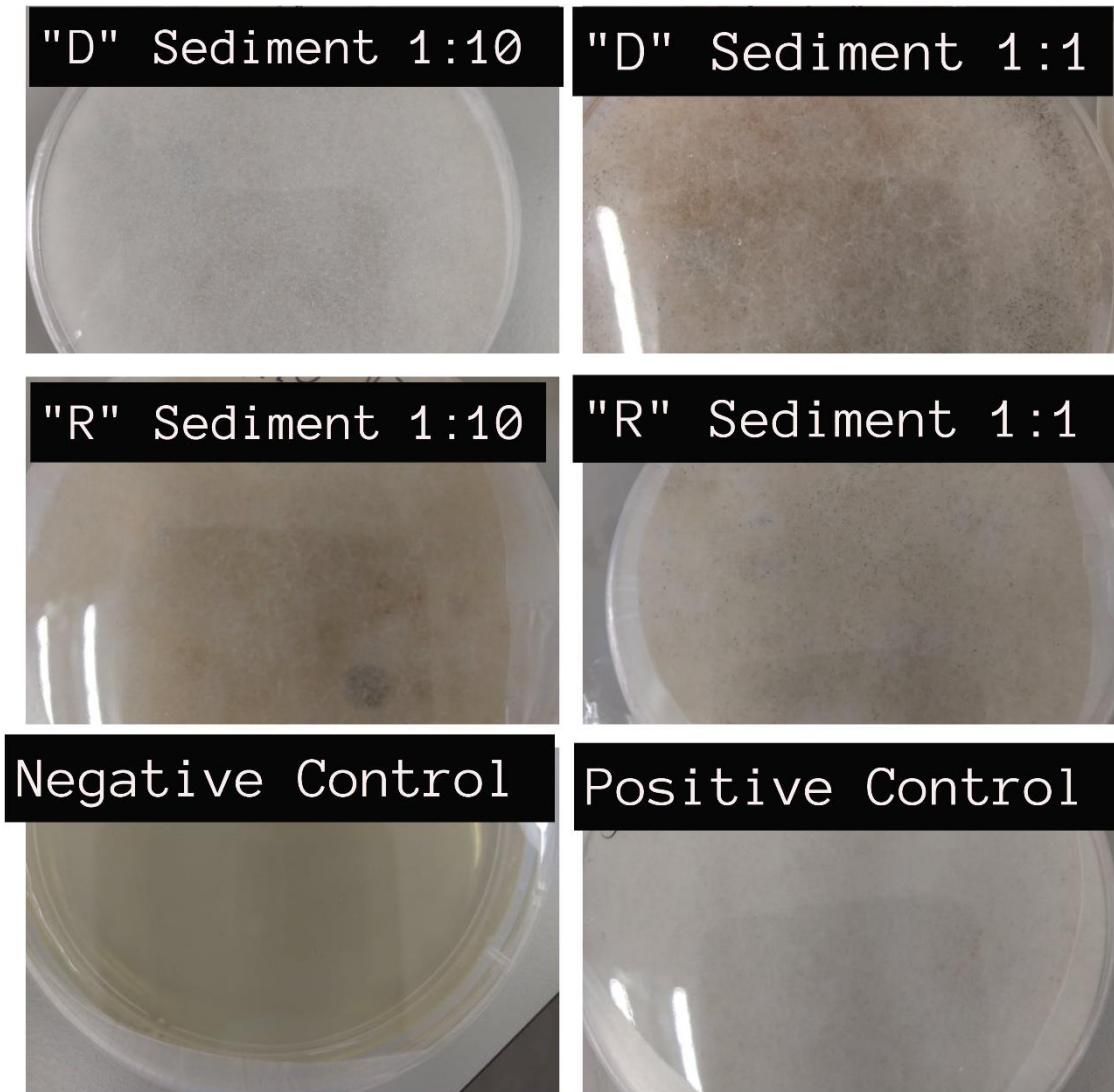 "D" Sediment 1:10
"D" Sediment 1:1
"R" Sediment 1:10
"R" Sediment 1:1
Negative Control
Positive Control